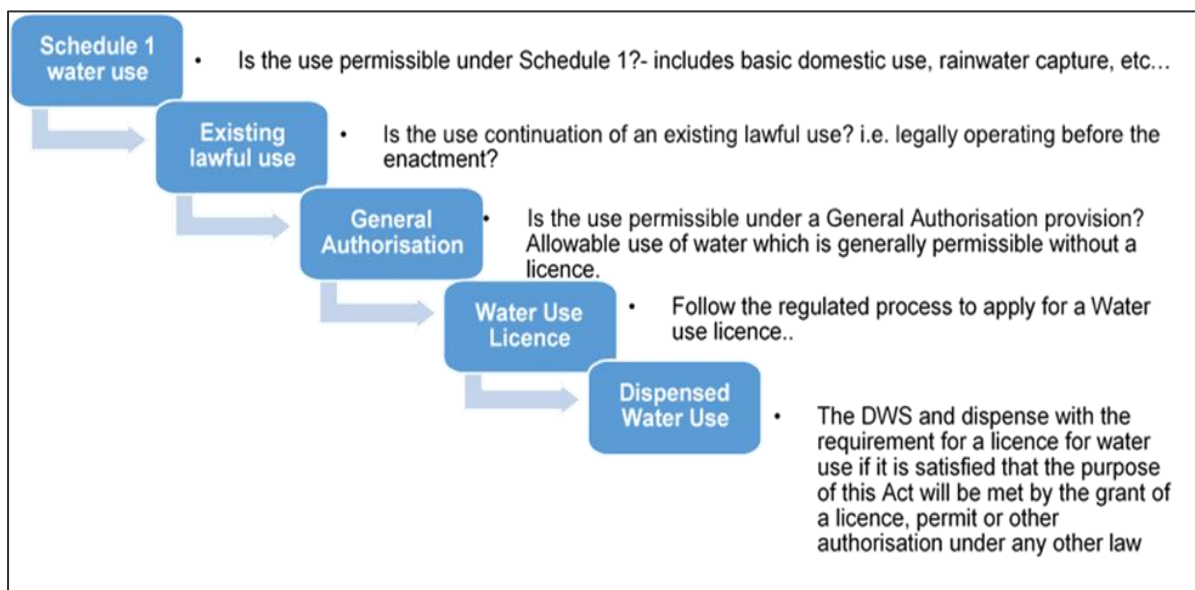 Schedule 1
water use
• Is the use permissible under Schedule 1?- includes basic domestic use, rainwater capture, etc…
Existing
lawful use
• Is the use continuation of an existing lawful use? i.e. legally operating before the
enactment?
General
Authorisation
• Is the use permissible under a General Authorisation provision?
Allowable use of water which is generally permissible without a
licence.
Water Use
Licence
• Follow the regulated process to apply for a Water
use licence..
Dispensed
Water Use
• The DWS and dispense with the
requirement for a licence for water
use if it is satisfied that the purpose
of this Act will be met by the grant of
a licence, permit or other
authorisation under any other law